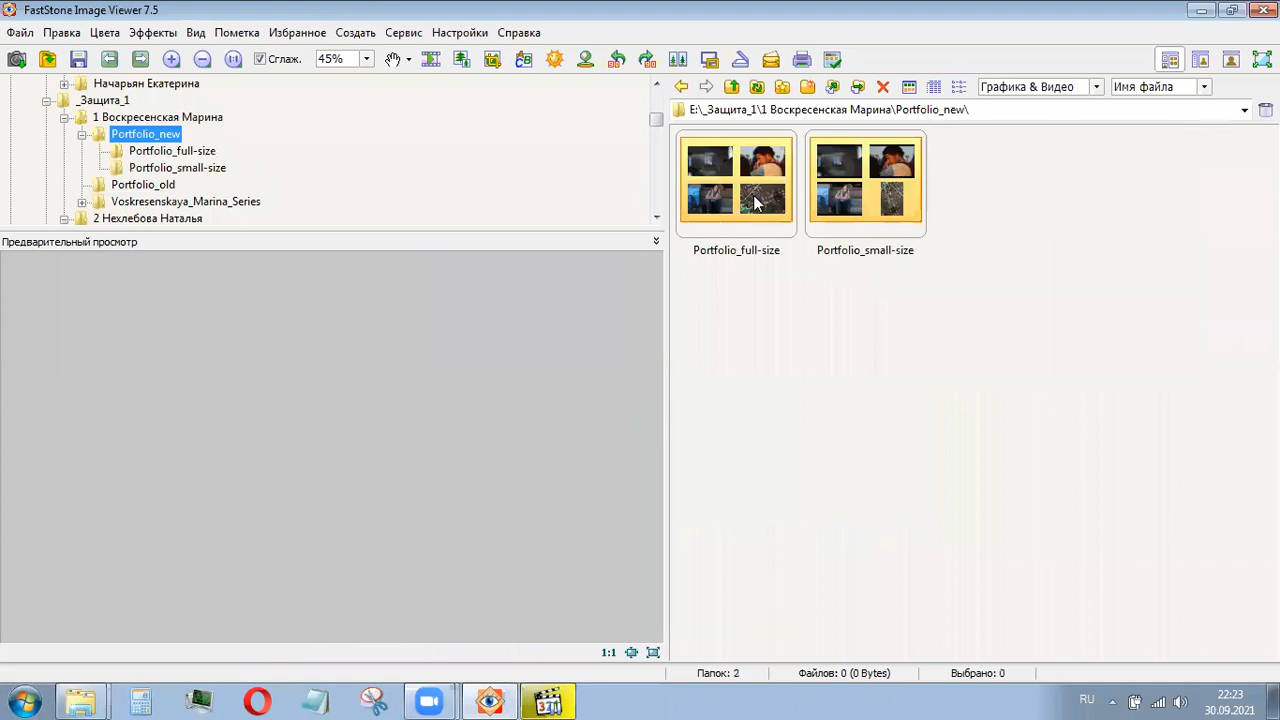 FastStone Image Viewer 7.5
Файл Правка Цвета Эффекты Вид Пометка Избранное Создать Сервис Настройки Справка
Сглаж. 45%
Графика & Видео Имя файла
E:\_Защита_1\1 Воскресенская Марина\Portfolio_new\
Начарьян Екатерина
_Защита_1
1 Воскресенская Марина
Portfolio_new
Portfolio_full-size
Portfolio_small-size
Portfolio_old
Voskresenskaya_Marina_Series
2 Нехлебова Наталья
Предварительный просмотр
Portfolio_full-size Portfolio_small-size
1:1
Папок: 2 Файлов: 0 (0 Bytes) Выбрано: 0
RU 22:23
30.09.2021
321